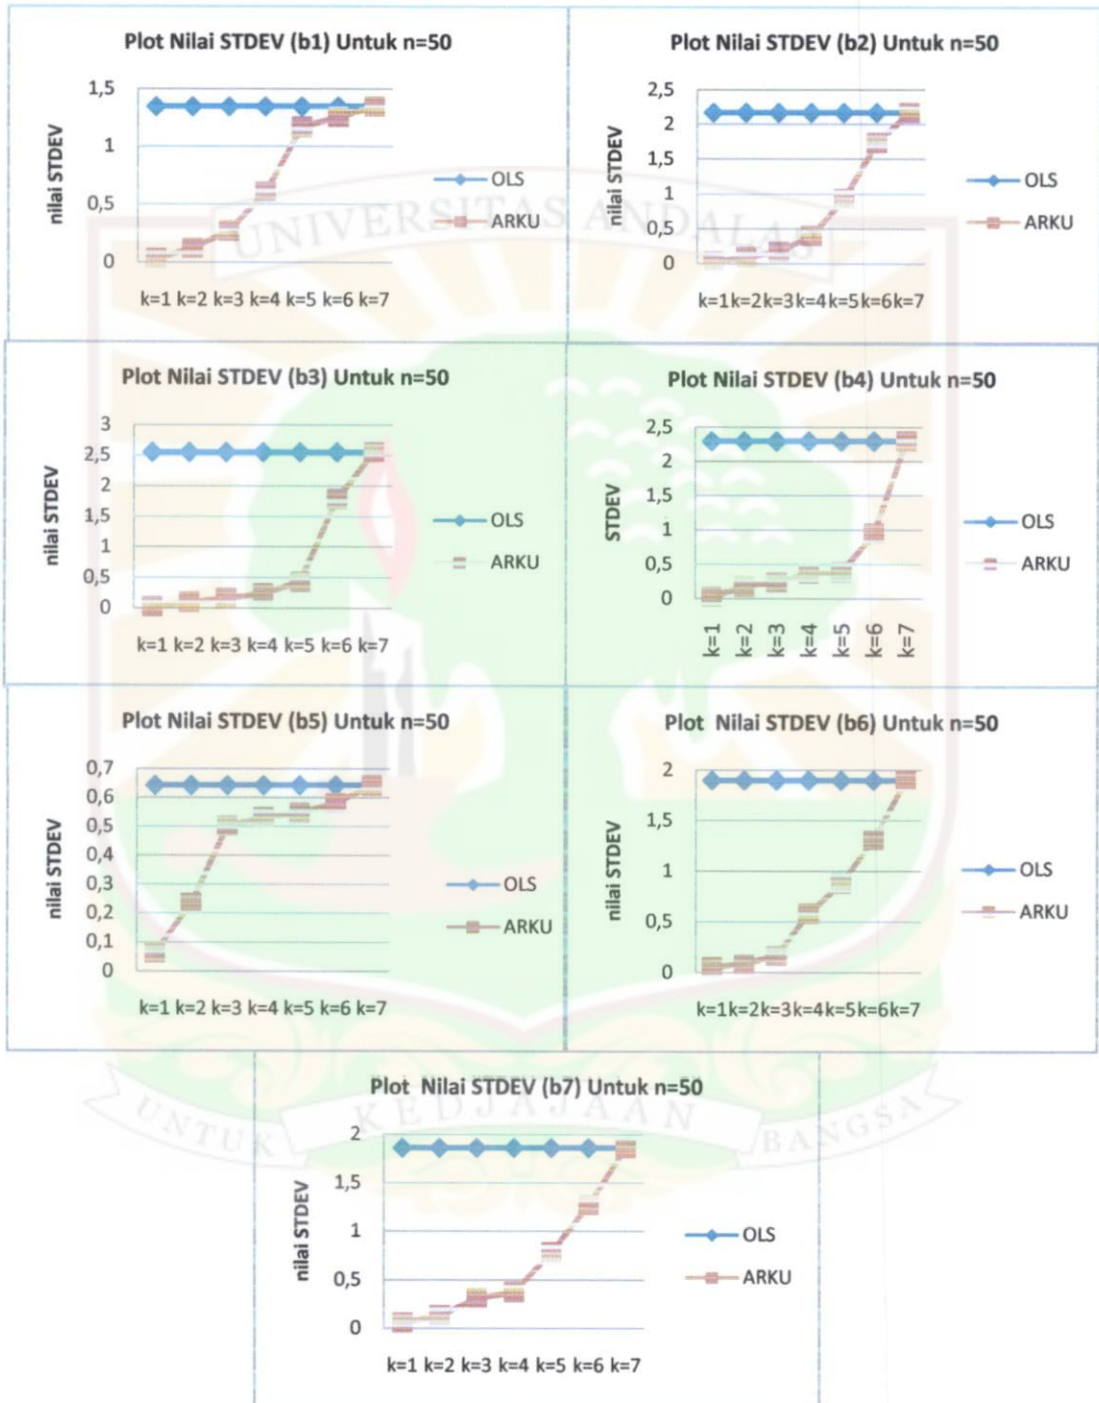 Plot Nilai STDEV (b1) Untuk n=50
nilai STDEV
1,5
1
0,5
0
k=1 k=2 k=3 k=4 k=5 k=6 k=7
OLS
ARKU
Plot Nilai STDEV (b2) Untuk n=50
nilai STDEV
2,5
2
1,5
1
0,5
0
k=1k=2k=3k=4k=5k=6k=7
OLS
ARKU
UNIVERSITAS ANDALAS
Plot Nilai STDEV (b3) Untuk n=50
nilai STDEV
3
2,5
2
1,5
1
0,5
0
k=1 k=2 k=3 k=4 k=5 k=6 k=7
OLS
ARKU
Plot Nilai STDEV (b4) Untuk n=50
STDEV
2,5
2
1,5
1
0,5
0
k=1
k=2
k=3
k=4
k=5
k=6
k=7
OLS
ARKU
Plot Nilai STDEV (b5) Untuk n=50
nilai STDEV
0,7
0,6
0,5
0,4
0,3
0,2
0,1
0
k=1 k=2 k=3 k=4 k=5 k=6 k=7
OLS
ARKU
Plot Nilai STDEV (b6) Untuk n=50
nilai STDEV
2
1,5
1
0,5
0
k=1k=2k=3k=4k=5k=6k=7
OLS
ARKU
Plot Nilai STDEV (b7) Untuk n=50
UNTUK KEDJAJAAN BANGSA
nilai STDEV
2
1,5
1
0,5
0
k=1 k=2 k=3 k=4 k=5 k=6 k=7
OLS
ARKU